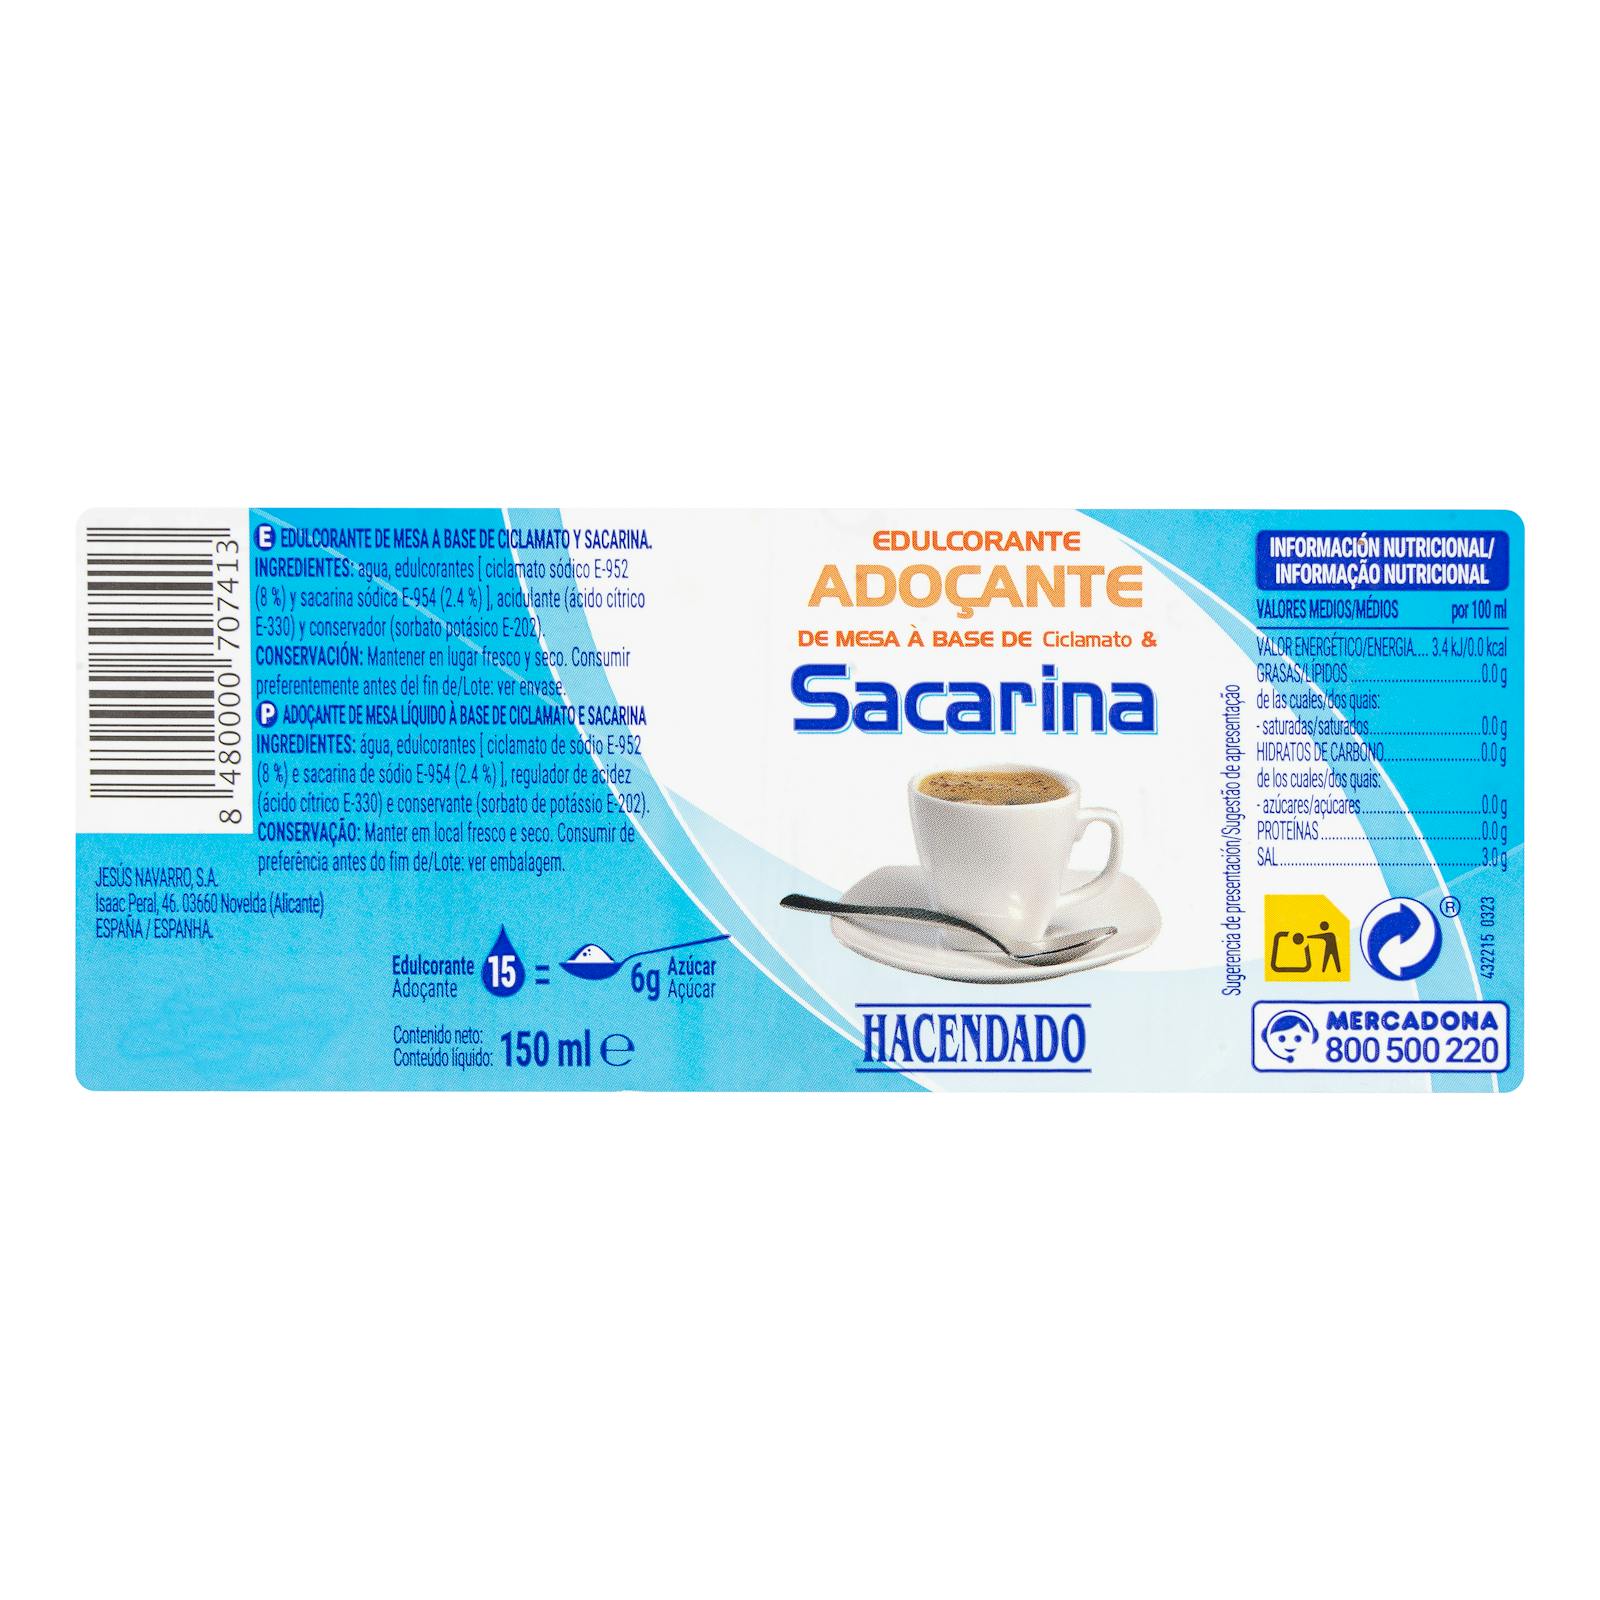 8 480000 707413
E EDULCORANTE DE MESA A BASE DE CICLAMATO Y SACARINA.
INGREDIENTES: agua, edulcorantes [ ciclamato sódico E-952
(8 %) y sacarina sódica E-954 (2.4 %) ], acidulante (ácido cítrico
E-330) y conservador (sorbato potásico E-202).
CONSERVACIÓN: Mantener en lugar fresco y seco. Consumir
preferentemente antes del fin de/Lote: ver envase.
P ADOÇANTE DE MESA LÍQUIDO À BASE DE CICLAMATO E SACARINA
INGREDIENTES: água, edulcorantes [ ciclamato de sódio E-952
(8 %) e sacarina de sódio E-954 (2.4 %) ], regulador de acidez
(ácido cítrico E-330) e conservante (sorbato de potássio E-202).
CONSERVAÇÃO: Manter em local fresco e seco. Consumir de
preferência antes do fim de/Lote: ver embalagem.
JESÚS NAVARRO, S.A.
Isaac Peral, 46. 03660 Novelda (Alicante)
ESPAÑA / ESPANHA.
Edulcorante
Adoçante
15 = 6g
Azúcar
Açúcar
Contenido neto:
Conteúdo líquido:
150 ml e
EDULCORANTE
ADOÇANTE
DE MESA À BASE DE Ciclamato &
Sacarina
HACENDADO
Sugerencia de presentación/Sugestão de apresentação
INFORMACIÓN NUTRICIONAL/
INFORMAÇÃO NUTRICIONAL
VALORES MEDIOS/MÉDIOS por 100 ml
VALOR ENERGÉTICO/ENERGIA.... 3.4 kJ/0.0 kcal
GRASAS/LÍPIDOS ........ 0.0 g
de las cuales/dos quais:
- saturadas/saturados........ 0.0 g
HIDRATOS DE CARBONO........ 0.0 g
de los cuales/dos quais:
- azúcares/açúcares........ 0.0 g
PROTEÍNAS........ 0.0 g
SAL........ 3.0 g
®
432215 0323
MERCADONA
800 500 220